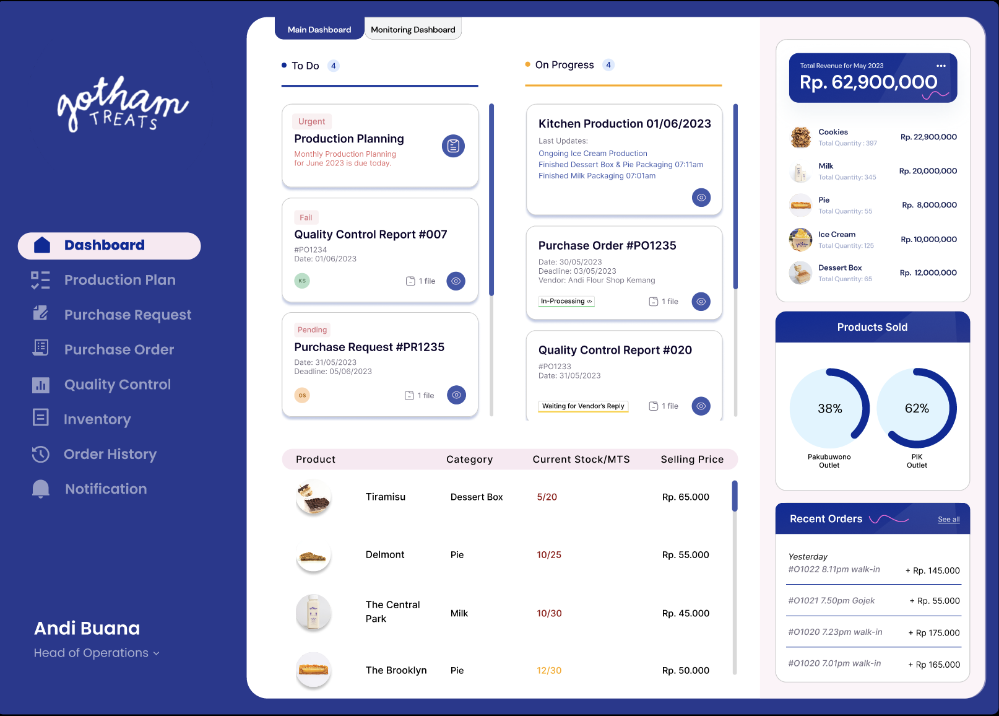 gotham
TREATS
Dashboard
Production Plan
Purchase Request
Purchase Order
Quality Control
Inventory
Order History
Notification
Andi Buana
Head of Operations
Main Dashboard
Monitoring Dashboard
To Do 4
Urgent
Production Planning
Monthly Production Planning
for June 2023 is due today.
Fail
Quality Control Report #007
#PO1234
Date: 01/06/2023
KS
1 file
Pending
Purchase Request #PR1235
Date: 31/05/2023
Deadline: 05/06/2023
OS
1 file
On Progress 4
Kitchen Production 01/06/2023
Last Updates:
Ongoing Ice Cream Production
Finished Dessert Box & Pie Packaging 07:11am
Finished Milk Packaging 07:01am
Purchase Order #PO1235
Date: 30/05/2023
Deadline: 03/05/2023
Vendor: Andi Flour Shop Kemang
In-Processing
1 file
Quality Control Report #020
#PO1233
Date: 31/05/2023
Waiting for Vendor's Reply
1 file
Product Category Current Stock/MTS Selling Price
Tiramisu Dessert Box 5/20 Rp. 65.000
Delmont Pie 10/25 Rp. 55.000
The Central
Park
Milk 10/30 Rp. 45.000
The Brooklyn Pie 12/30 Rp. 50.000
Total Revenue for May 2023
Rp. 62,900,000
Cookies
Total Quantity : 397
Rp. 22,900,000
Milk
Total Quantity: 345
Rp. 20,000,000
Pie
Total Quantity: 55
Rp. 8,000,000
Ice Cream
Total Quantity: 125
Rp. 10,000,000
Dessert Box
Total Quantity: 65
Rp. 12,000,000
Products Sold
38%
Pakubuwono
Outlet
62%
PIK
Outlet
Recent Orders
See all
Yesterday
#O1022 8.11pm walk-in + Rp. 145.000
#O1021 7.50pm Gojek + Rp. 55.000
#O1020 7.23pm walk-in + Rp 175.000
#O1020 7.01pm walk-in + Rp 165.000